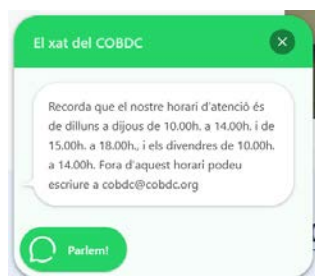 El xat del COBDC
Recorda que el nostre horari d'atenció és
de dilluns a dijous de 10.00h. a 14.00h. i de
15.00h. a 18.00h., i els divendres de 10.00h.
a 14.00h. Fora d'aquest horari podeu
escriure a cobdc@cobdc.org
Parlem!